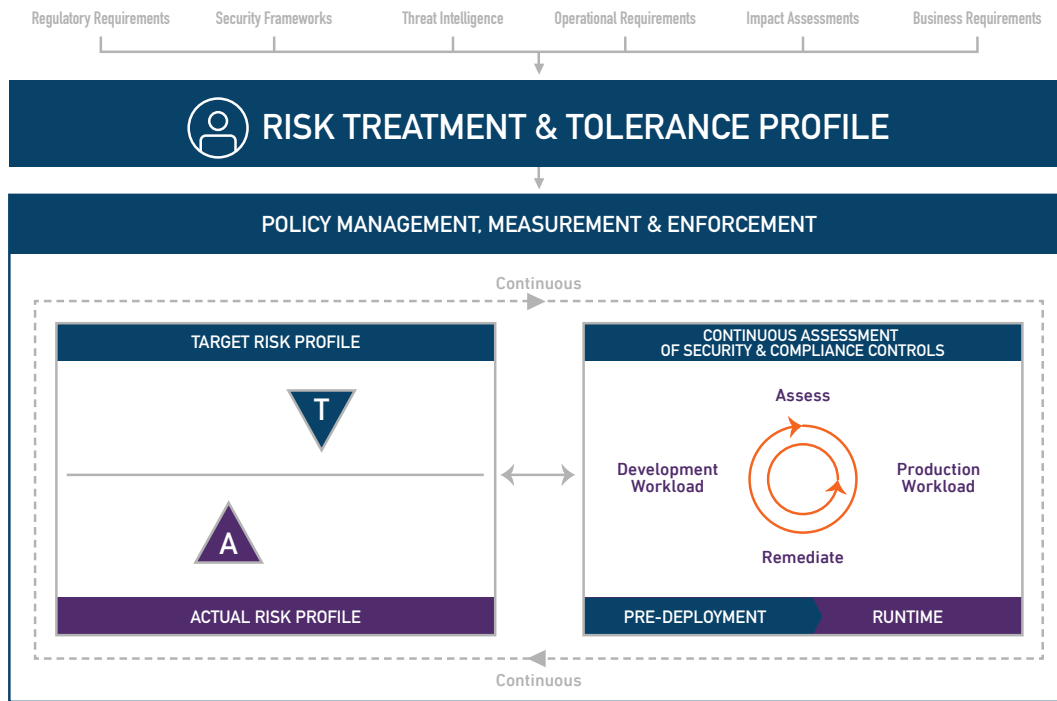 Regulatory Requirements
Security Frameworks
Threat Intelligence
Operational Requirements
Impact Assessments
Business Requirements
RISK TREATMENT & TOLERANCE PROFILE
POLICY MANAGEMENT, MEASUREMENT & ENFORCEMENT
Continuous
TARGET RISK PROFILE
T
A
ACTUAL RISK PROFILE
CONTINUOUS ASSESSMENT
OF SECURITY & COMPLIANCE CONTROLS
Assess
Development
Workload
Production
Workload
Remediate
PRE-DEPLOYMENT
RUNTIME
Continuous